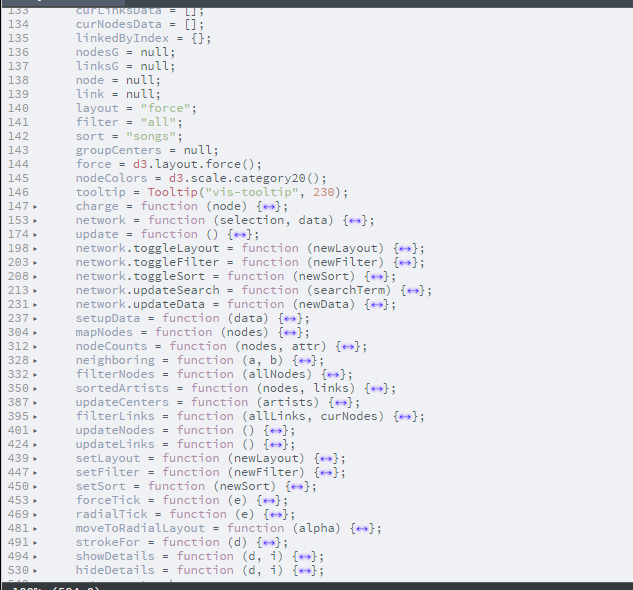 133 curLinksData = [];
134 curNodesData = [];
135 linkedByIndex = {};
136 nodesG = null;
137 linksG = null;
138 node = null;
139 link = null;
140 layout = "force";
141 filter = "all";
142 sort = "songs";
143 groupCenters = null;
144 force = d3.layout.force();
145 nodeColors = d3.scale.category20();
146 tooltip = Tooltip("vis-tooltip", 230);
147▸ charge = function (node) {↔};
153▸ network = function (selection, data) {↔};
174▸ update = function () {↔};
198▸ network.toggleLayout = function (newLayout) {↔};
203▸ network.toggleFilter = function (newFilter) {↔};
208▸ network.toggleSort = function (newSort) {↔};
213▸ network.updateSearch = function (searchTerm) {↔};
231▸ network.updateData = function (newData) {↔};
237▸ setupData = function (data) {↔};
304▸ mapNodes = function (nodes) {↔};
312▸ nodeCounts = function (nodes, attr) {↔};
328▸ neighboring = function (a, b) {↔};
332▸ filterNodes = function (allNodes) {↔};
350▸ sortedArtists = function (nodes, links) {↔};
387▸ updateCenters = function (artists) {↔};
395▸ filterLinks = function (allLinks, curNodes) {↔};
401▸ updateNodes = function () {↔};
424▸ updateLinks = function () {↔};
439▸ setLayout = function (newLayout) {↔};
447▸ setFilter = function (newFilter) {↔};
450▸ setSort = function (newSort) {↔};
453▸ forceTick = function (e) {↔};
469▸ radialTick = function (e) {↔};
481▸ moveToRadialLayout = function (alpha) {↔};
491▸ strokeFor = function (d) {↔};
494▸ showDetails = function (d, i) {↔};
530▸ hideDetails = function (d, i) {↔};